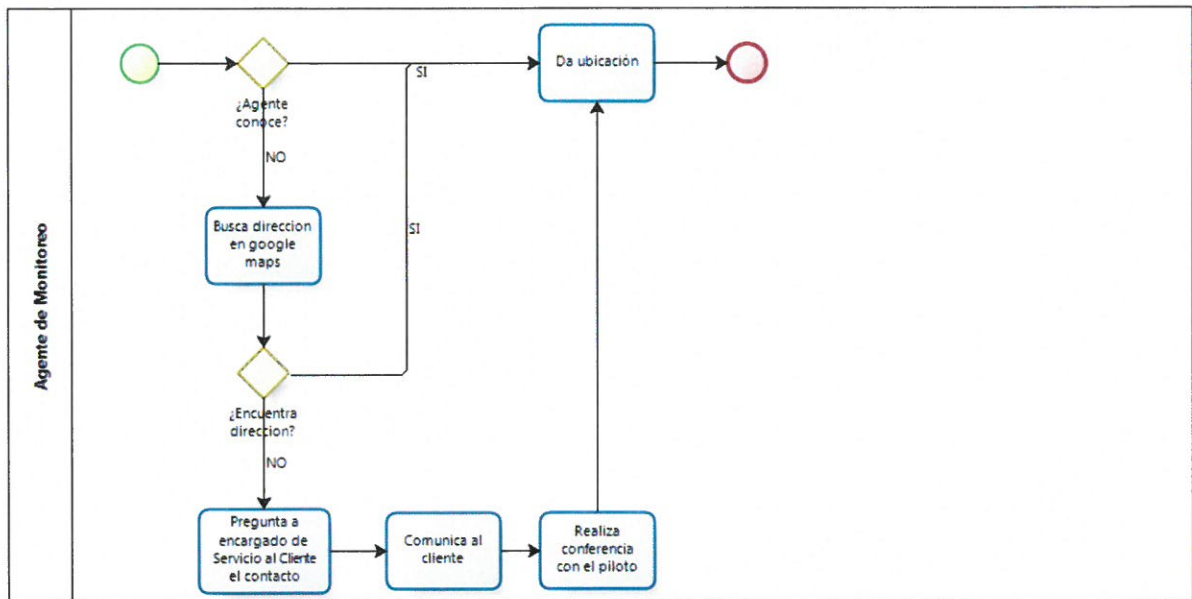 Agente de Monitoreo
¿Agente
conoce?
SI
Da ubicación
NO
Busca direccion
en google
maps
SI
¿Encuentra
direccion?
NO
Pregunta a
encargado de
Servicio al Cliente
el contacto
Comunica al
cliente
Realiza
conferencia
con el piloto